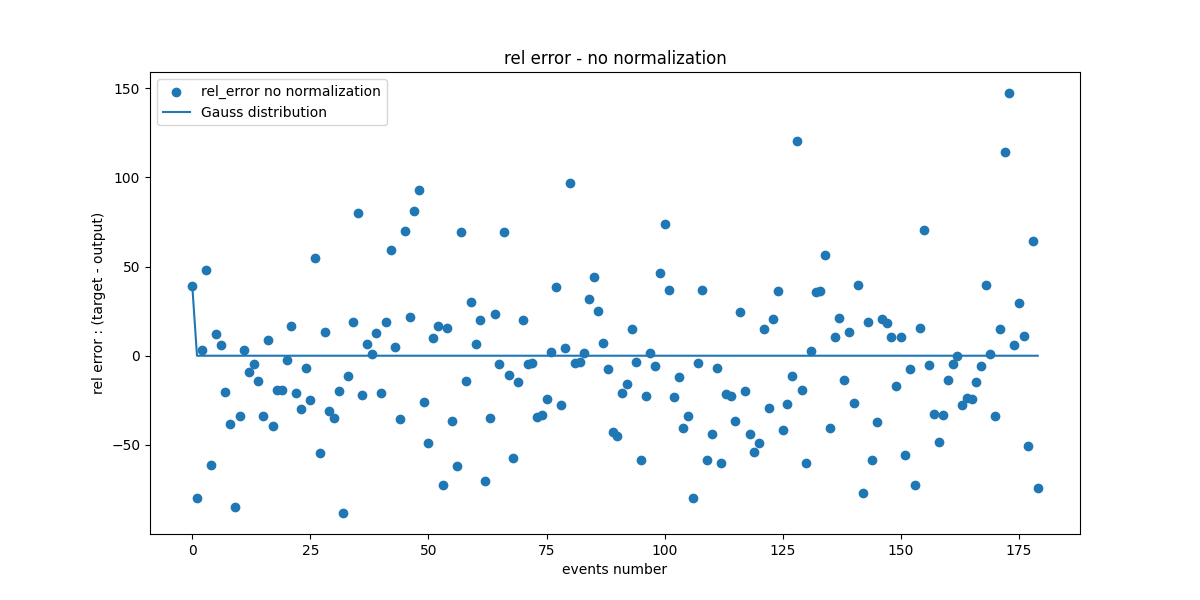 rel error - no normalization
rel_error no normalization
Gauss distribution
150
100
50
0
−50
rel error : (target - output)
0
25
50
75
100
125
150
175
events number